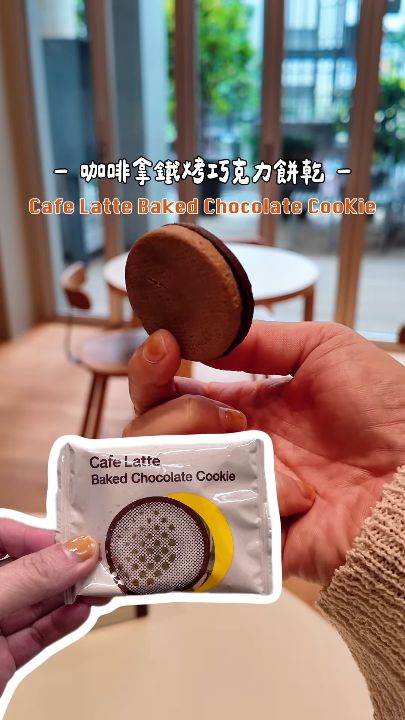 - 咖啡拿鐵烤巧克力餅乾 -
Cafe Latte Baked Chocolate CooKie
Cafe Latte
Baked Chocolate Cookie